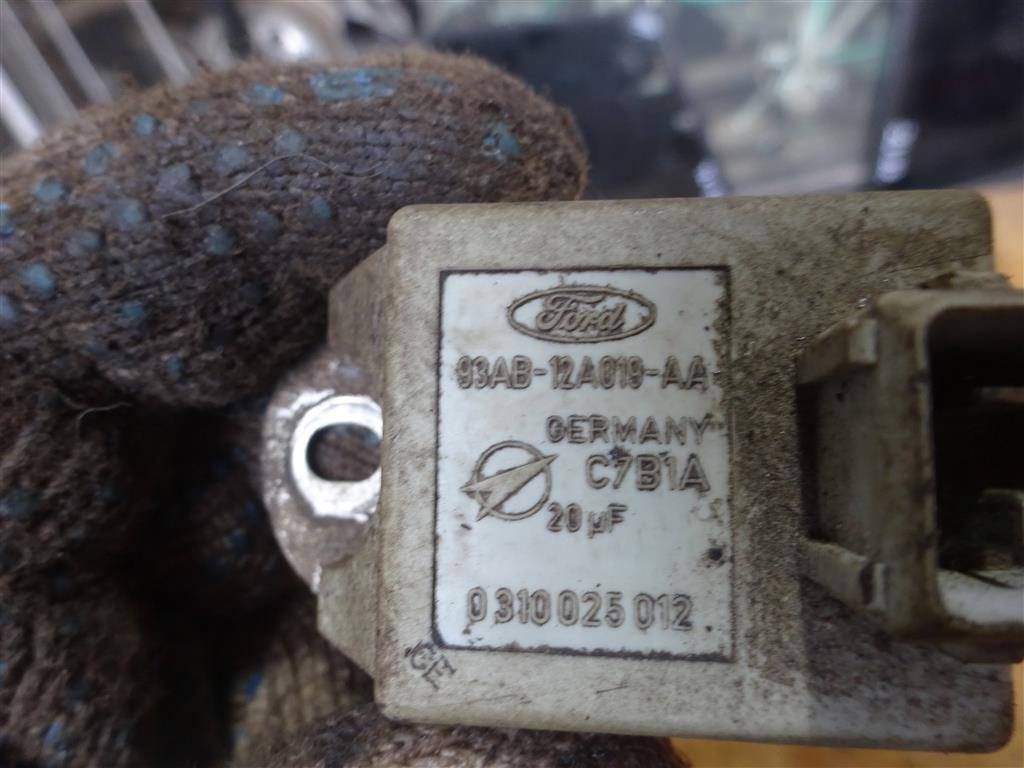 Ford
93AB-12A019-AA
GERMANY
C7B1A
20 µF
0 310 025 012